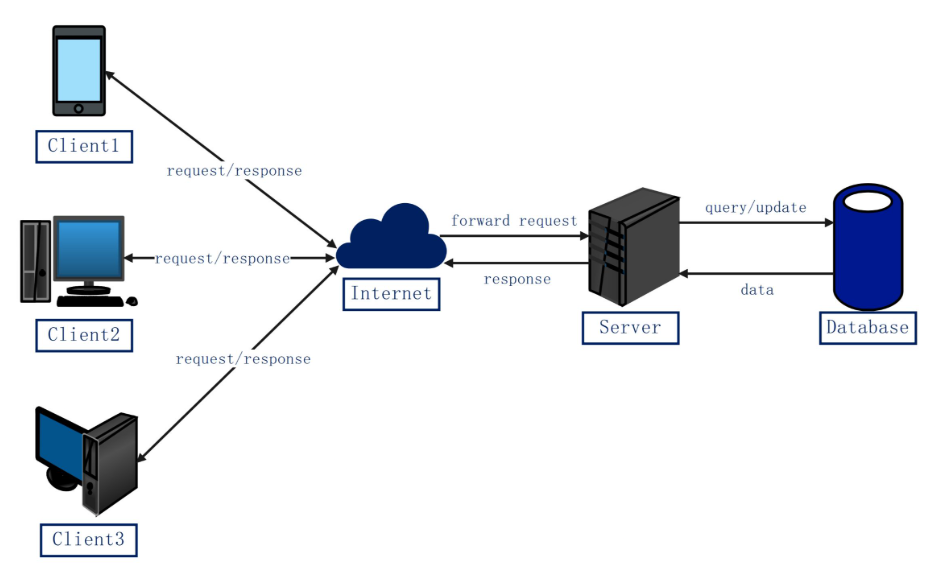 Client1
request/response
Client2
request/response
Client3
request/response
Internet
forward request
response
Server
query/update
data
Database